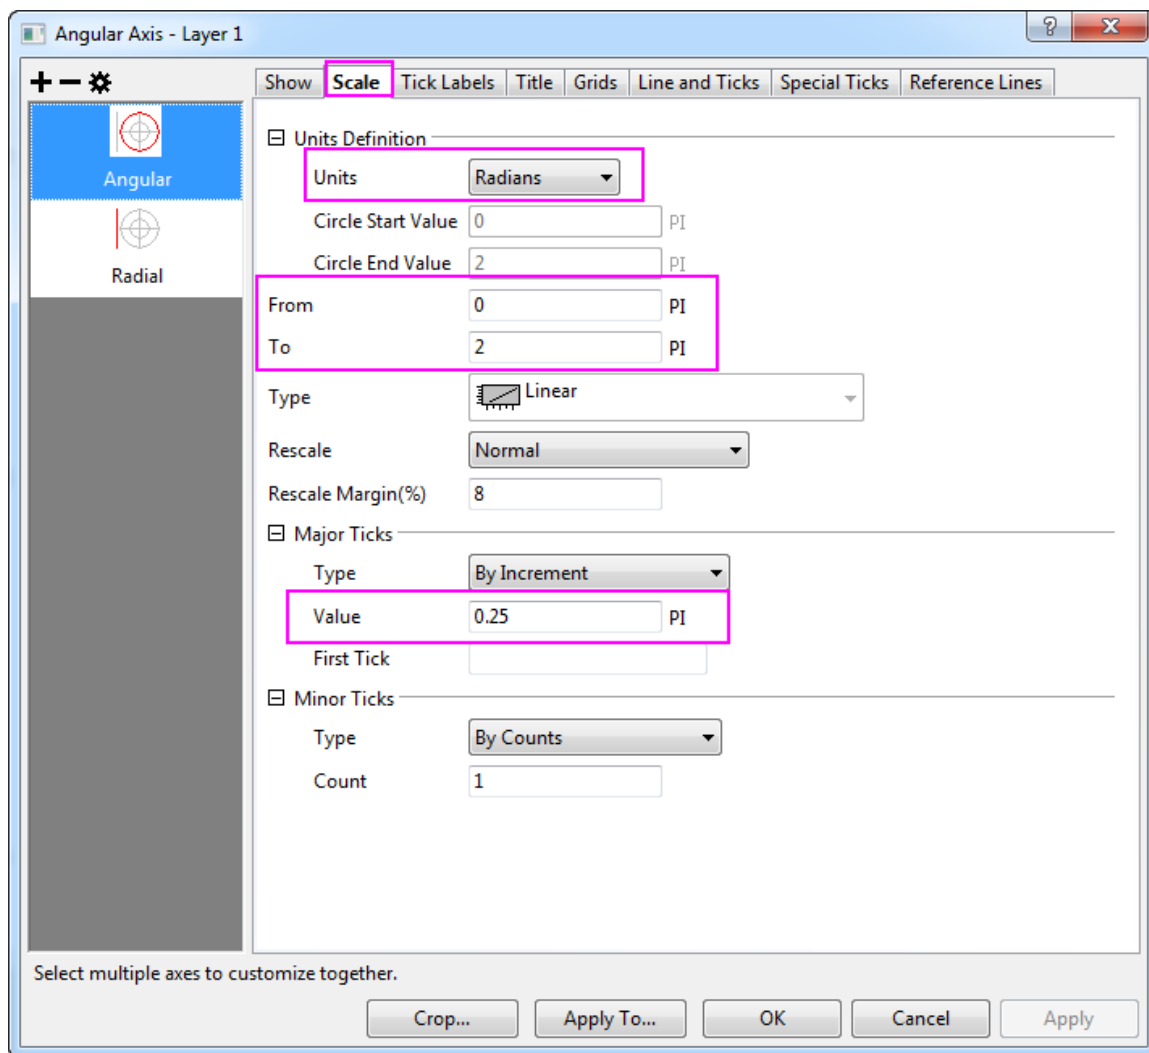 Angular Axis - Layer 1
Show Scale Tick Labels Title Grids Line and Ticks Special Ticks Reference Lines
Angular
Radial
Units Definition
Units Radians
Circle Start Value 0 PI
Circle End Value 2 PI
From 0 PI
To 2 PI
Type Linear
Rescale Normal
Rescale Margin(%) 8
Major Ticks
Type By Increment
Value 0.25 PI
First Tick
Minor Ticks
Type By Counts
Count 1
Select multiple axes to customize together.
Crop... Apply To... OK Cancel Apply